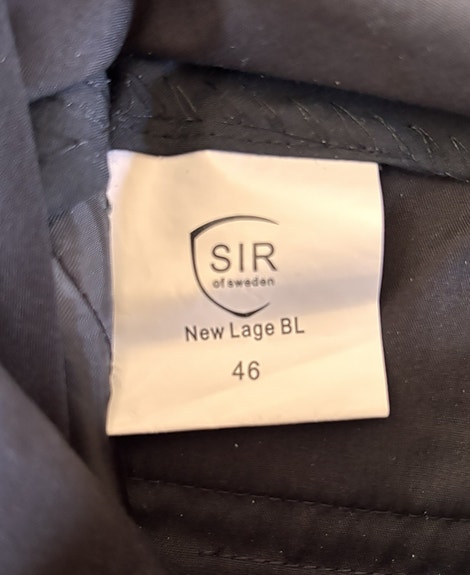 SIR
of sweden
New Lage BL
46